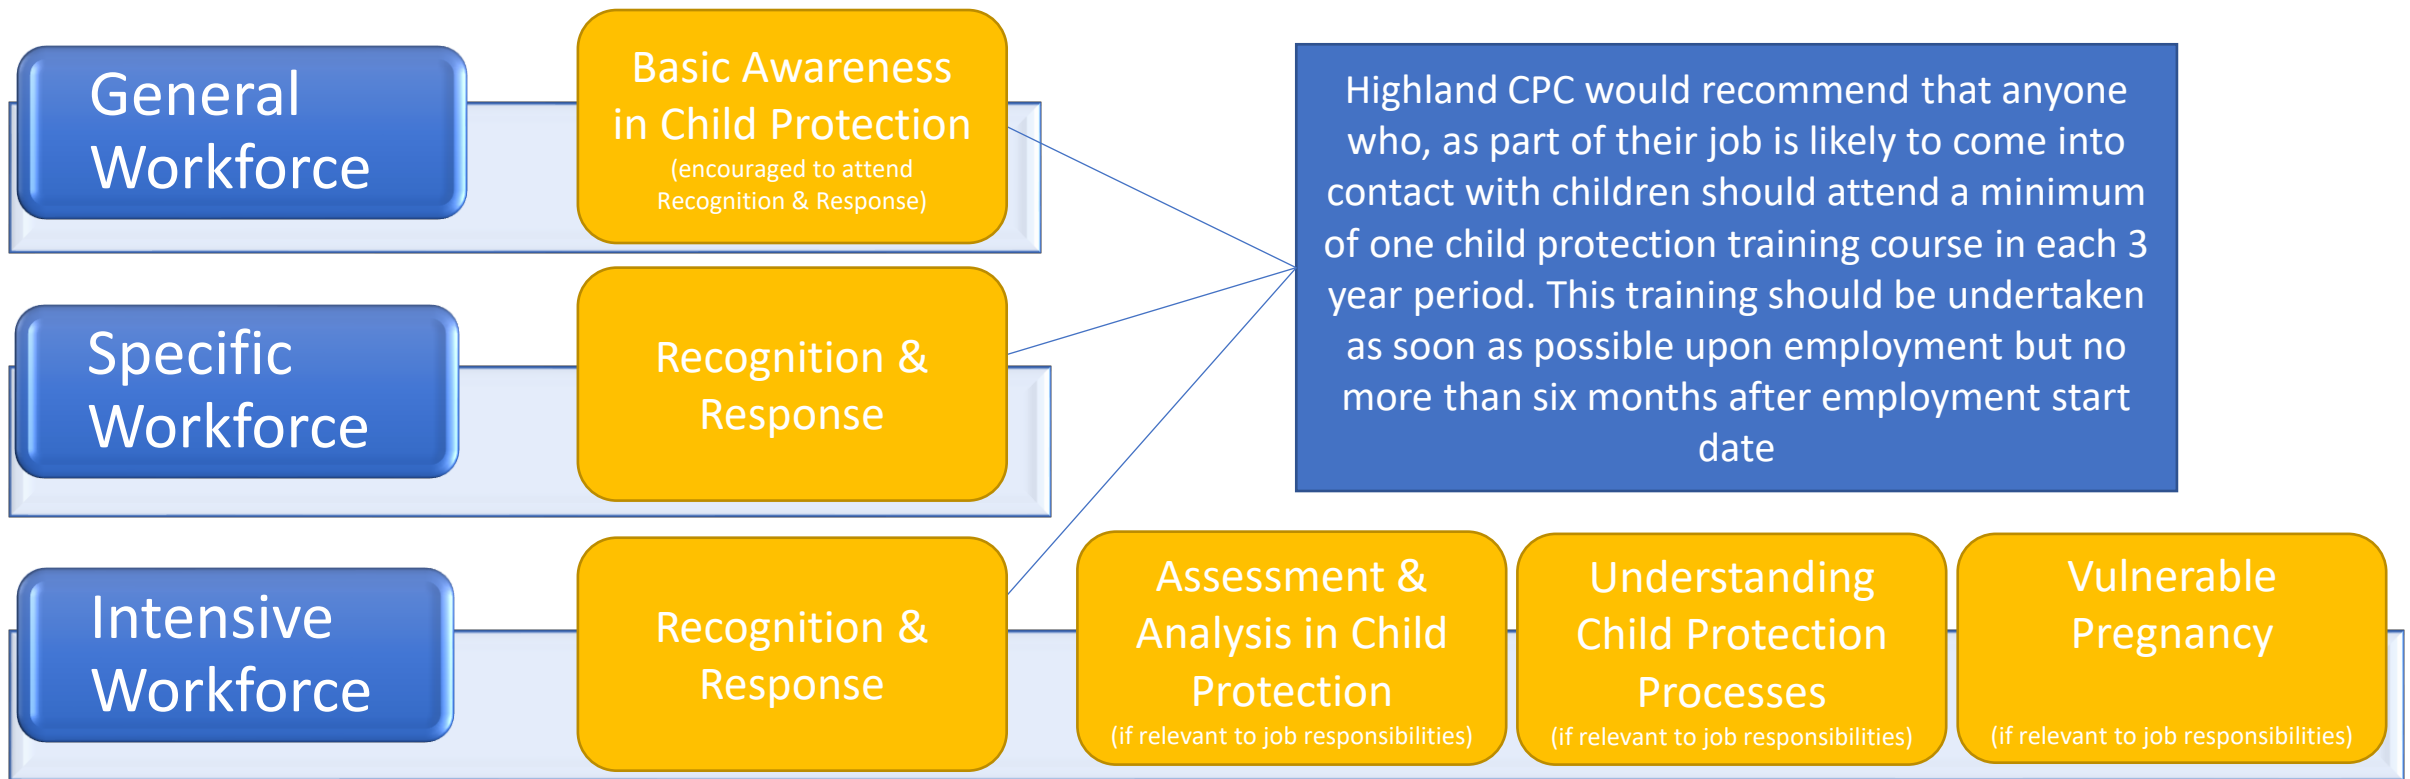 General
Workforce
Basic Awareness
in Child Protection
(encouraged to attend
Recognition & Response)
Highland CPC would recommend that anyone
who, as part of their job is likely to come into
contact with children should attend a minimum
of one child protection training course in each 3
year period. This training should be undertaken
as soon as possible upon employment but no
more than six months after employment start
date
Specific
Workforce
Recognition &
Response
Intensive
Workforce
Recognition &
Response
Assessment &
Analysis in Child
Protection
(if relevant to job responsibilities)
Understanding
Child Protection
Processes
(if relevant to job responsibilities)
Vulnerable
Pregnancy
(if relevant to job responsibilities)